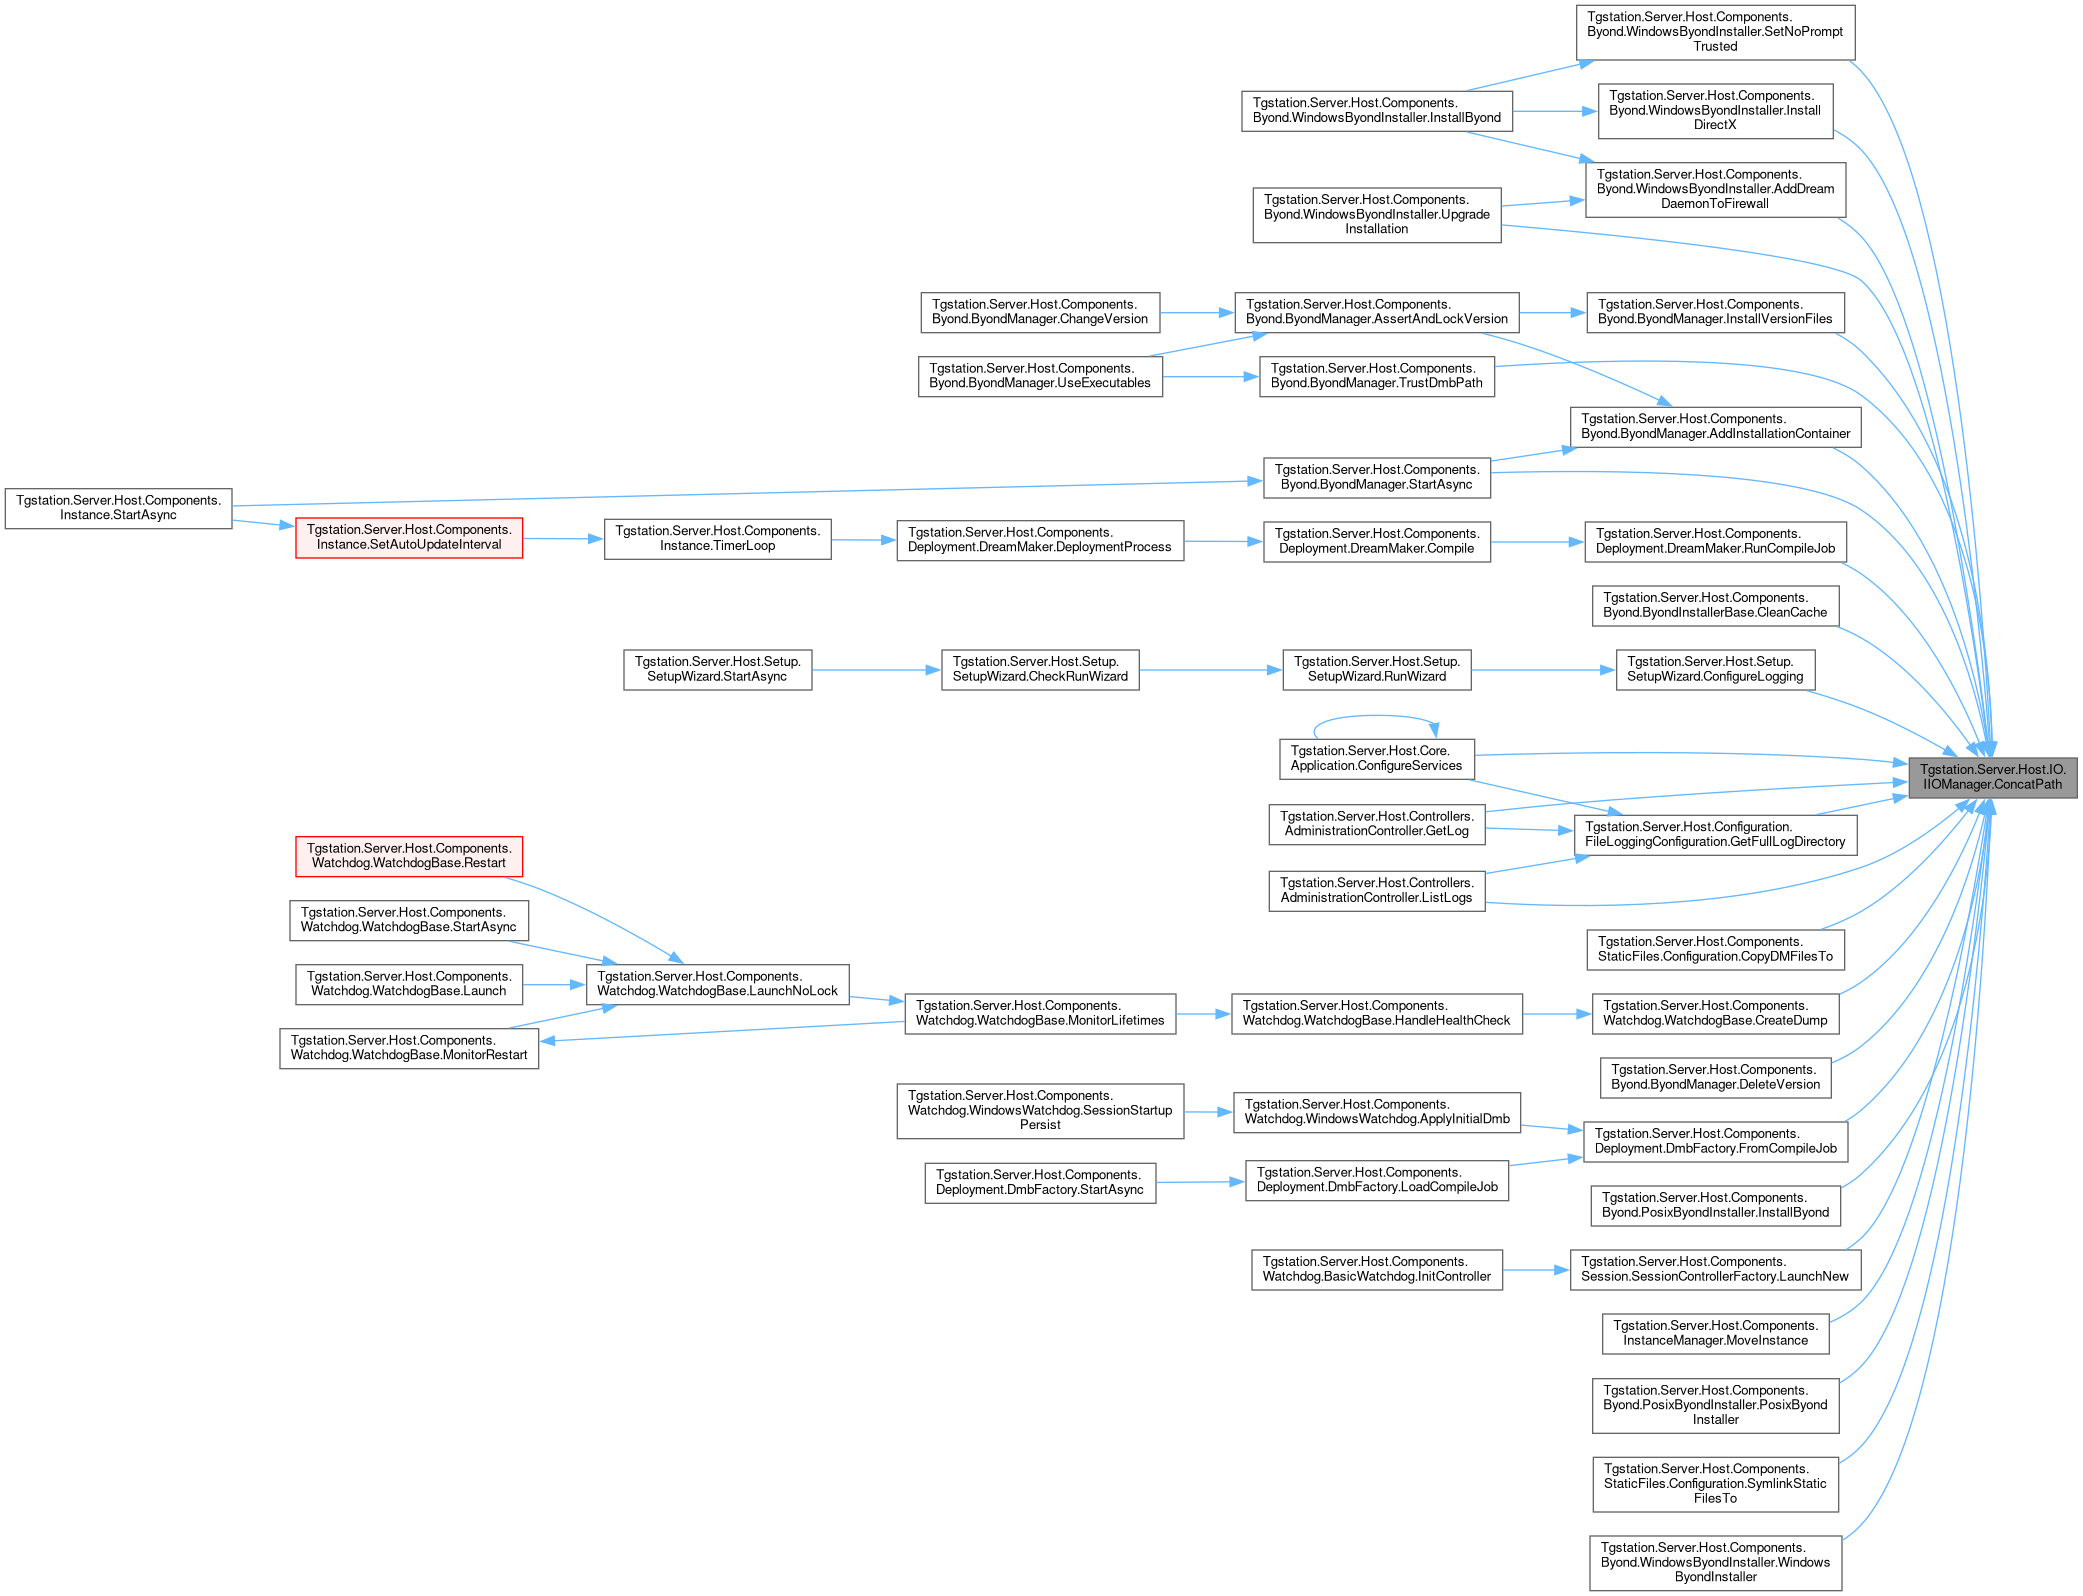 Tgstation.Server.Host.Components.
Byond.WindowsByondInstaller.SetNoPrompt
Trusted
Tgstation.Server.Host.Components.
Byond.WindowsByondInstaller.InstallByond
Tgstation.Server.Host.Components.
Byond.WindowsByondInstaller.Install
DirectX
Tgstation.Server.Host.Components.
Byond.WindowsByondInstaller.AddDream
DaemonToFirewall
Tgstation.Server.Host.Components.
Byond.WindowsByondInstaller.Upgrade
Installation
Tgstation.Server.Host.Components.
Byond.ByondManager.ChangeVersion
Tgstation.Server.Host.Components.
Byond.ByondManager.AssertAndLockVersion
Tgstation.Server.Host.Components.
Byond.ByondManager.InstallVersionFiles
Tgstation.Server.Host.Components.
Byond.ByondManager.UseExecutables
Tgstation.Server.Host.Components.
Byond.ByondManager.TrustDmbPath
Tgstation.Server.Host.Components.
Byond.ByondManager.AddInstallationContainer
Tgstation.Server.Host.Components.
Byond.ByondManager.StartAsync
Tgstation.Server.Host.Components.
Instance.StartAsync
Tgstation.Server.Host.Components.
Instance.SetAutoUpdateInterval
Tgstation.Server.Host.Components.
Instance.TimerLoop
Tgstation.Server.Host.Components.
Deployment.DreamMaker.DeploymentProcess
Tgstation.Server.Host.Components.
Deployment.DreamMaker.Compile
Tgstation.Server.Host.Components.
Deployment.DreamMaker.RunCompileJob
Tgstation.Server.Host.Components.
Byond.ByondInstallerBase.CleanCache
Tgstation.Server.Host.Setup.
SetupWizard.StartAsync
Tgstation.Server.Host.Setup.
SetupWizard.CheckRunWizard
Tgstation.Server.Host.Setup.
SetupWizard.RunWizard
Tgstation.Server.Host.Setup.
SetupWizard.ConfigureLogging
Tgstation.Server.Host.Core.
Application.ConfigureServices
Tgstation.Server.Host.IO.
IIOManager.ConcatPath
Tgstation.Server.Host.Controllers.
AdministrationController.GetLog
Tgstation.Server.Host.Configuration.
FileLoggingConfiguration.GetFullLogDirectory
Tgstation.Server.Host.Controllers.
AdministrationController.ListLogs
Tgstation.Server.Host.Components.
Watchdog.WatchdogBase.Restart
Tgstation.Server.Host.Components.
Watchdog.WatchdogBase.StartAsync
Tgstation.Server.Host.Components.
StaticFiles.Configuration.CopyDMFilesTo
Tgstation.Server.Host.Components.
Watchdog.WatchdogBase.Launch
Tgstation.Server.Host.Components.
Watchdog.WatchdogBase.LaunchNoLock
Tgstation.Server.Host.Components.
Watchdog.WatchdogBase.MonitorLifetimes
Tgstation.Server.Host.Components.
Watchdog.WatchdogBase.HandleHealthCheck
Tgstation.Server.Host.Components.
Watchdog.WatchdogBase.CreateDump
Tgstation.Server.Host.Components.
Watchdog.WatchdogBase.MonitorRestart
Tgstation.Server.Host.Components.
Byond.ByondManager.DeleteVersion
Tgstation.Server.Host.Components.
Watchdog.WindowsWatchdog.SessionStartup
Persist
Tgstation.Server.Host.Components.
Watchdog.WindowsWatchdog.ApplyInitialDmb
Tgstation.Server.Host.Components.
Deployment.DmbFactory.FromCompileJob
Tgstation.Server.Host.Components.
Deployment.DmbFactory.StartAsync
Tgstation.Server.Host.Components.
Deployment.DmbFactory.LoadCompileJob
Tgstation.Server.Host.Components.
Byond.PosixByondInstaller.InstallByond
Tgstation.Server.Host.Components.
Watchdog.BasicWatchdog.InitController
Tgstation.Server.Host.Components.
Session.SessionControllerFactory.LaunchNew
Tgstation.Server.Host.Components.
InstanceManager.MoveInstance
Tgstation.Server.Host.Components.
Byond.PosixByondInstaller.PosixByond
Installer
Tgstation.Server.Host.Components.
StaticFiles.Configuration.SymlinkStatic
FilesTo
Tgstation.Server.Host.Components.
Byond.WindowsByondInstaller.Windows
ByondInstaller